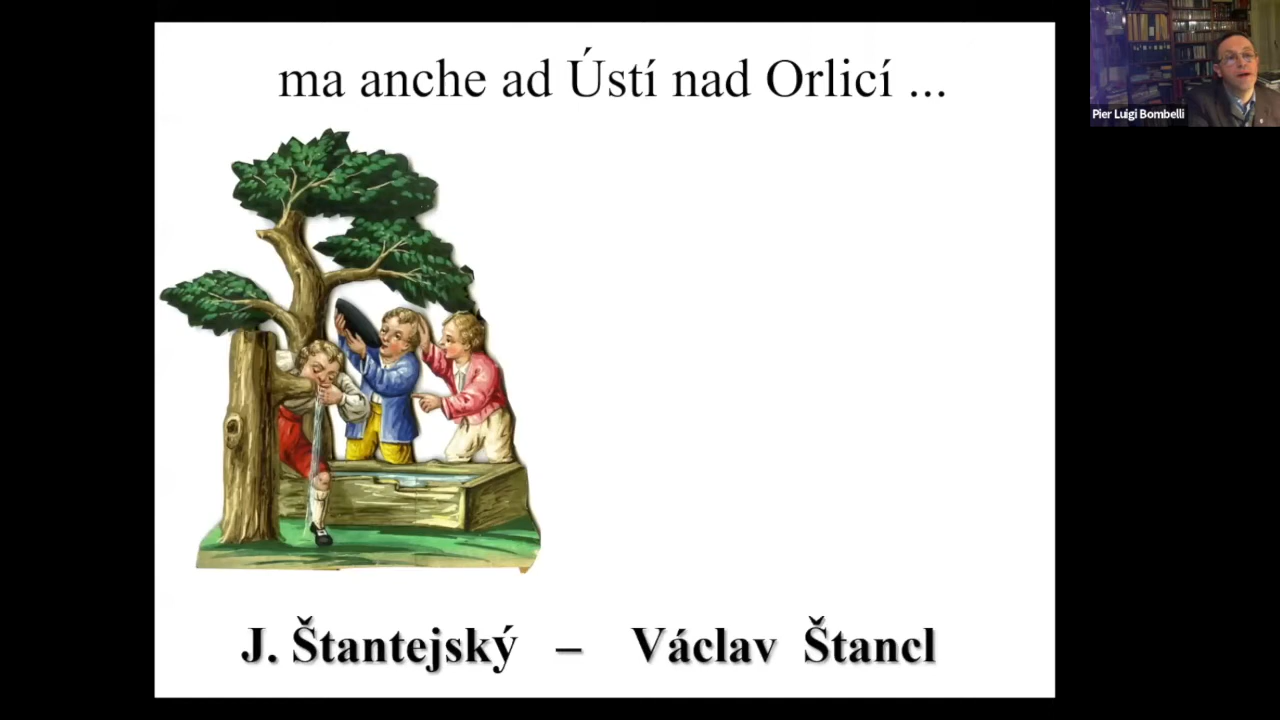 ma anche ad Ústí nad Orlicí ...
Pier Luigi Bombelli
J. Štantejský – Václav Štancl